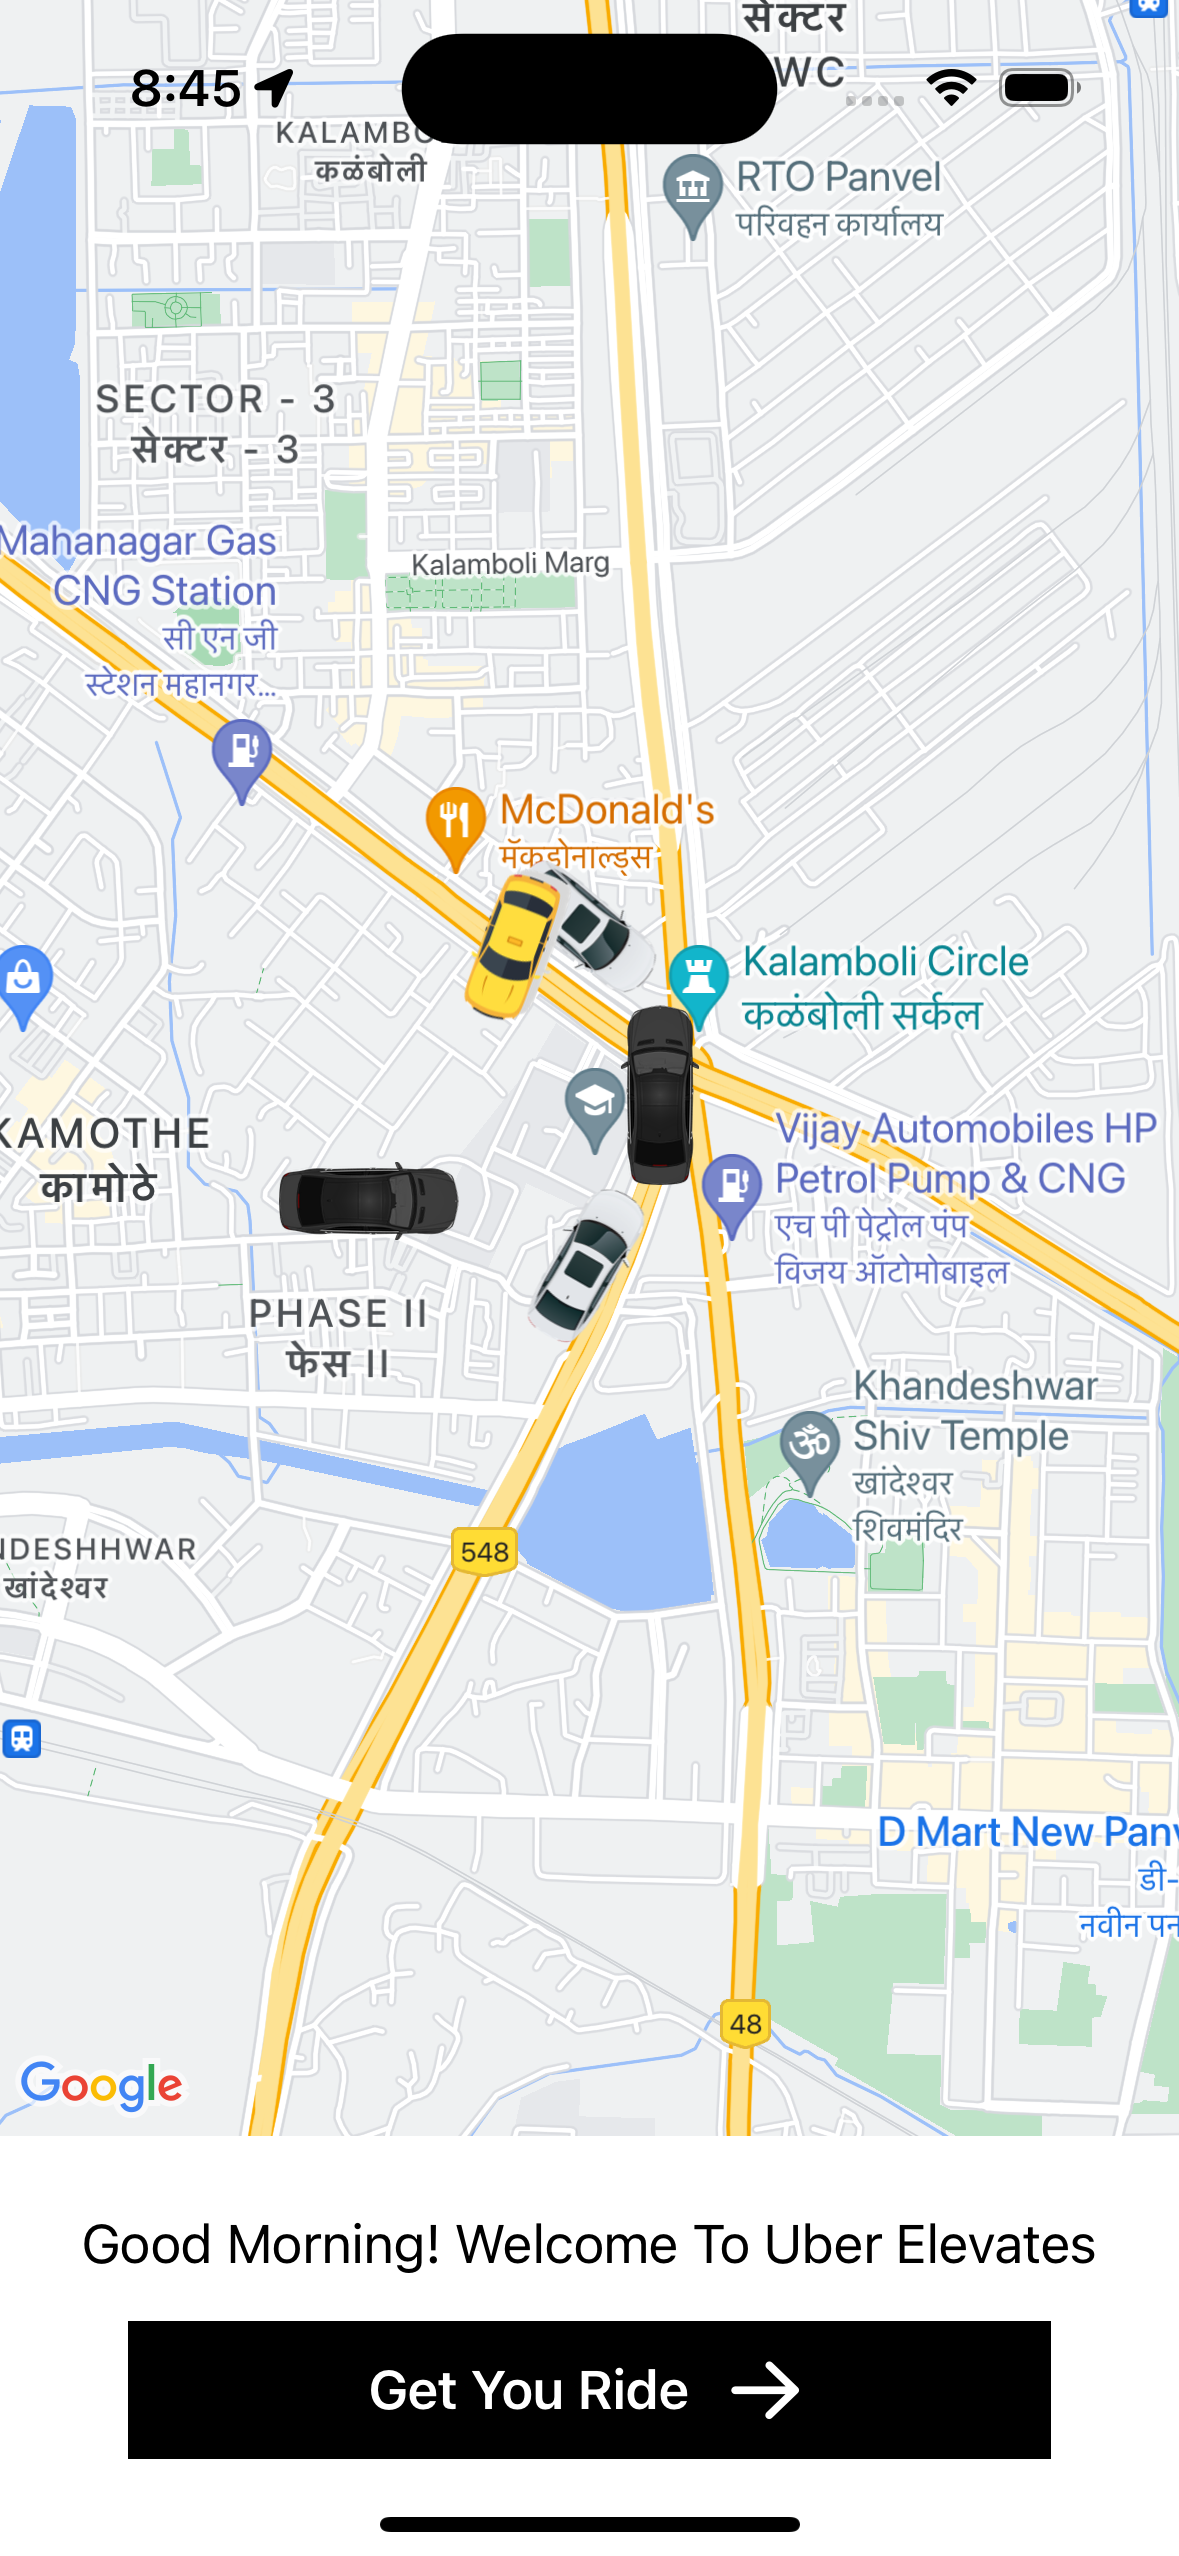 सेक्टर
WC
8:45
KALAMBO
कळंबोली
RTO Panvel
परिवहन कार्यालय
SECTOR - 3
सेक्टर - 3
Mahanagar Gas
CNG Station
सी एन जी
स्टेशन महानगर...
Kalamboli Marg
McDonald's
मॅकडोनाल्ड्स
Kalamboli Circle
कळंबोली सर्कल
KAMOTHE
कामोठे
Vijay Automobiles HP
Petrol Pump & CNG
एच पी पेट्रोल पंप
विजय ऑटोमोबाइल
PHASE II
फेस II
Khandeshwar
Shiv Temple
खांदेश्वर
शिवमंदिर
NDESHHWAR
खांदेश्वर
548
D Mart New Panv
डी-
नवीन पन
48
Google
Good Morning! Welcome To Uber Elevates
Get You Ride